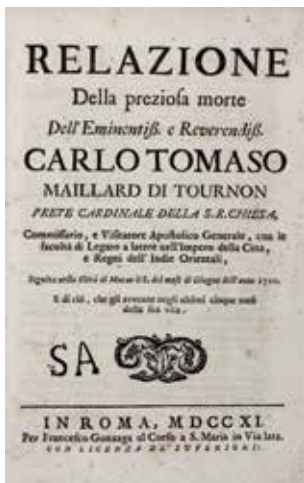 RELAZIONE
Della prezioſa morte
Dell'Eminentiſſ. e Reverendiſſ.
CARLO TOMASO
MAILLARD DI TOURNON
PRETE CARDINALE DELLA S.R.CHIESA,
Commiſſario, e Viſitatore Apoſtolico Generale, con le
facoltà di Legato a latere nell'Impero della Cina,
e Regni dell' Indie Orientali,
Seguita nella Città di Macao li 8. del meſe di Giugno dell'anno 1710.
E di ciò, che gli avvenne negli ultimi cinque meſi
della ſua vita.
SA
IN ROMA, MDCCXI.
Per Franceſco Gonzaga al Corſo a S. Maria in Via lata.
CON LICENZA DE' SUPERIORI.